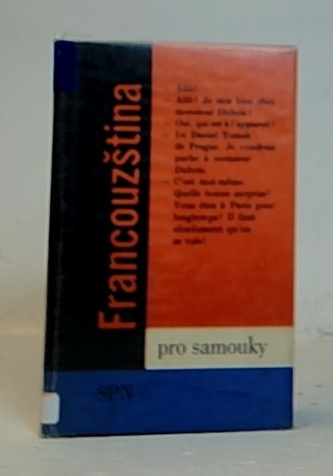 Francouzština
- Allô!
Allô! Je suis bien chez
monsieur Dubois?
- Oui, qui est à l'appareil?
- Ici Daniel Tomek
de Prague. Je voudrais
parler à monsieur
Dubois.
- C'est moi-même.
Quelle bonne surprise!
Vous êtes à Paris pour
longtemps? Il faut
absolument qu'on
se voie!
pro samouky
SPN